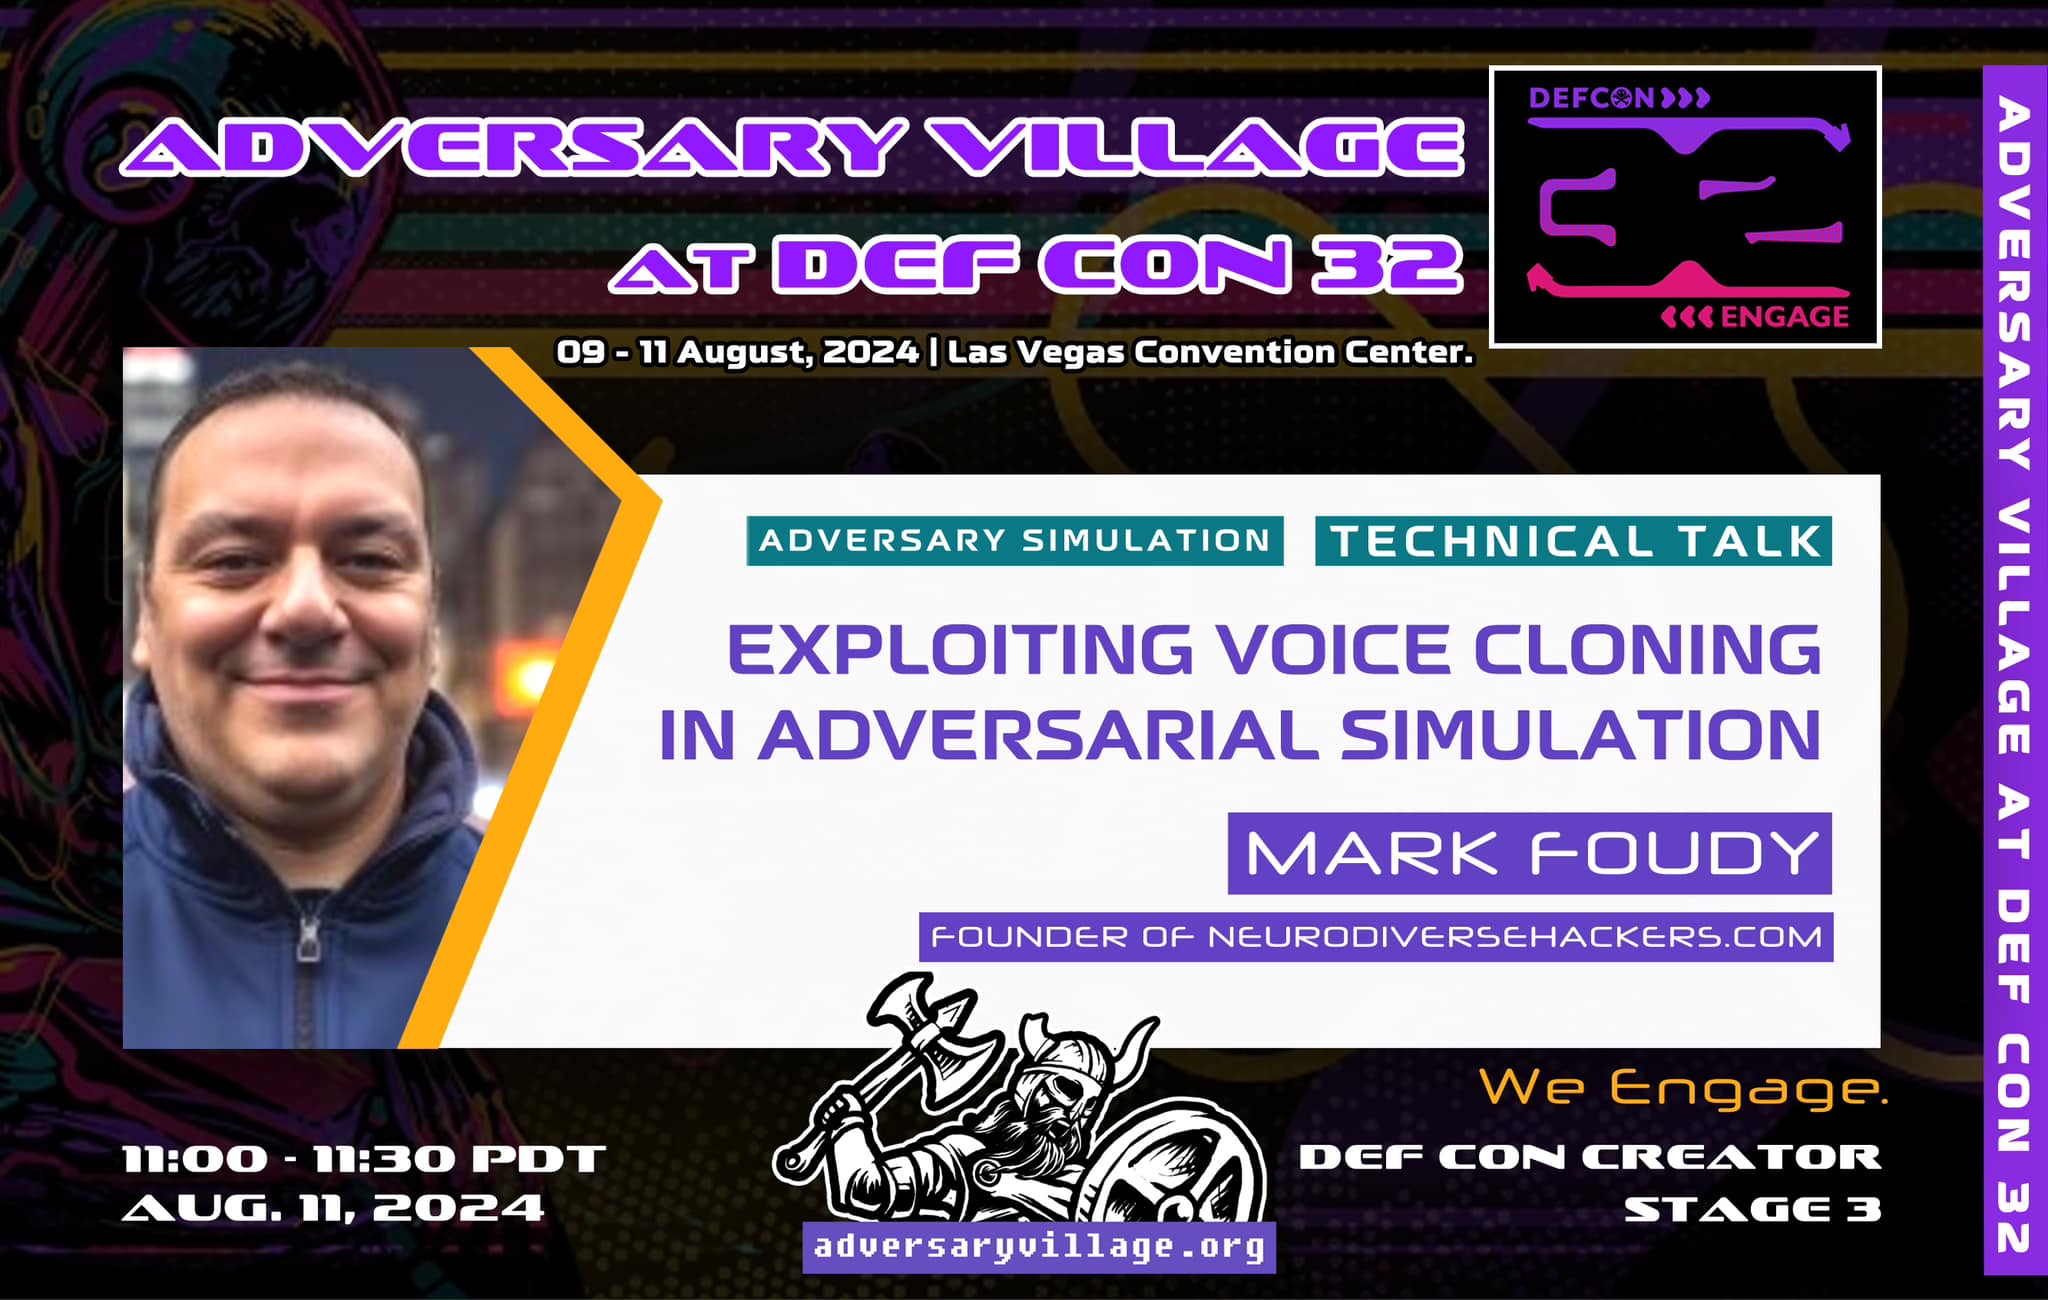 ADVERSARY VILLAGE
AT DEF CON 32
09 - 11 August, 2024 | Las Vegas Convention Center.
DEFCON
32
ENGAGE
ADVERSARY SIMULATION
TECHNICAL TALK
EXPLOITING VOICE CLONING
IN ADVERSARIAL SIMULATION
MARK FOUDY
FOUNDER OF NEURODIVERSEHACKERS.COM
We Engage.
11:00 - 11:30 PDT
AUG. 11, 2024
DEF CON CREATOR
STAGE 3
adversaryvillage.org
ADVERSARY VILLAGE AT DEF CON 32